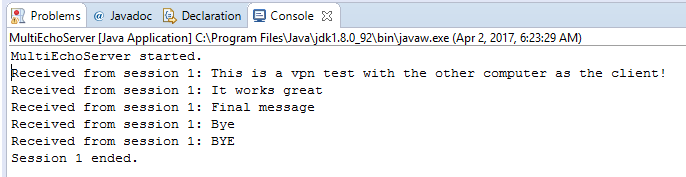 Problems @ Javadoc Declaration Console
MultiEchoServer [Java Application] C:\Program Files\Java\jdk1.8.0_92\bin\javaw.exe (Apr 2, 2017, 6:23:29 AM)
MultiEchoServer started.
Received from session 1: This is a vpn test with the other computer as the client!
Received from session 1: It works great
Received from session 1: Final message
Received from session 1: Bye
Received from session 1: BYE
Session 1 ended.